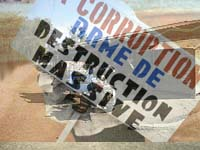 CORRUPTION
ARME DE
DESTRUCTION
MASSIVE